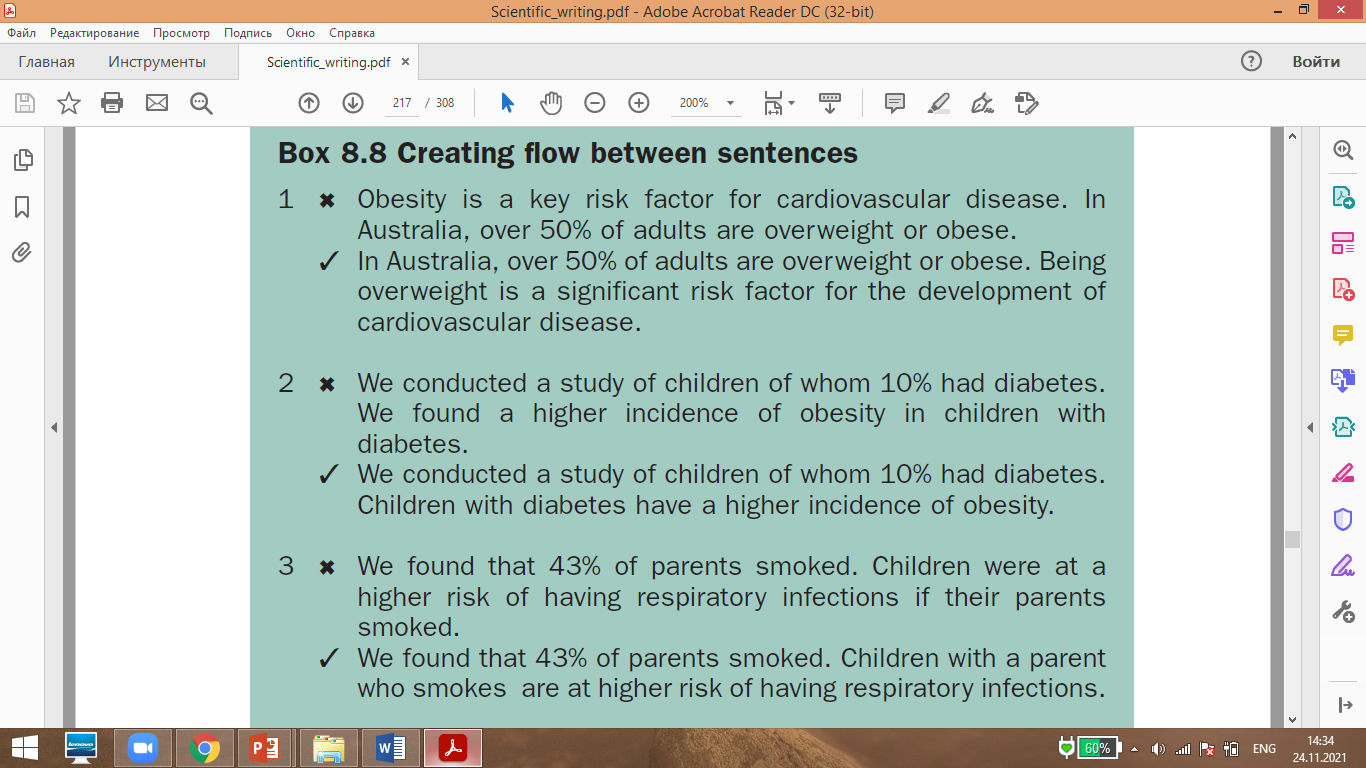 Scientific_writing.pdf - Adobe Acrobat Reader DC (32-bit)
Файл Редактирование Просмотр Подпись Окно Справка
Главная Инструменты Scientific_writing.pdf × Войти
217 / 308 200%
Box 8.8 Creating flow between sentences
1 ✖ Obesity is a key risk factor for cardiovascular disease. In
Australia, over 50% of adults are overweight or obese.
✓ In Australia, over 50% of adults are overweight or obese. Being
overweight is a significant risk factor for the development of
cardiovascular disease.
2 ✖ We conducted a study of children of whom 10% had diabetes.
We found a higher incidence of obesity in children with
diabetes.
✓ We conducted a study of children of whom 10% had diabetes.
Children with diabetes have a higher incidence of obesity.
3 ✖ We found that 43% of parents smoked. Children were at a
higher risk of having respiratory infections if their parents
smoked.
✓ We found that 43% of parents smoked. Children with a parent
who smokes are at higher risk of having respiratory infections.
lenovo
60% ENG 14:34
24.11.2021